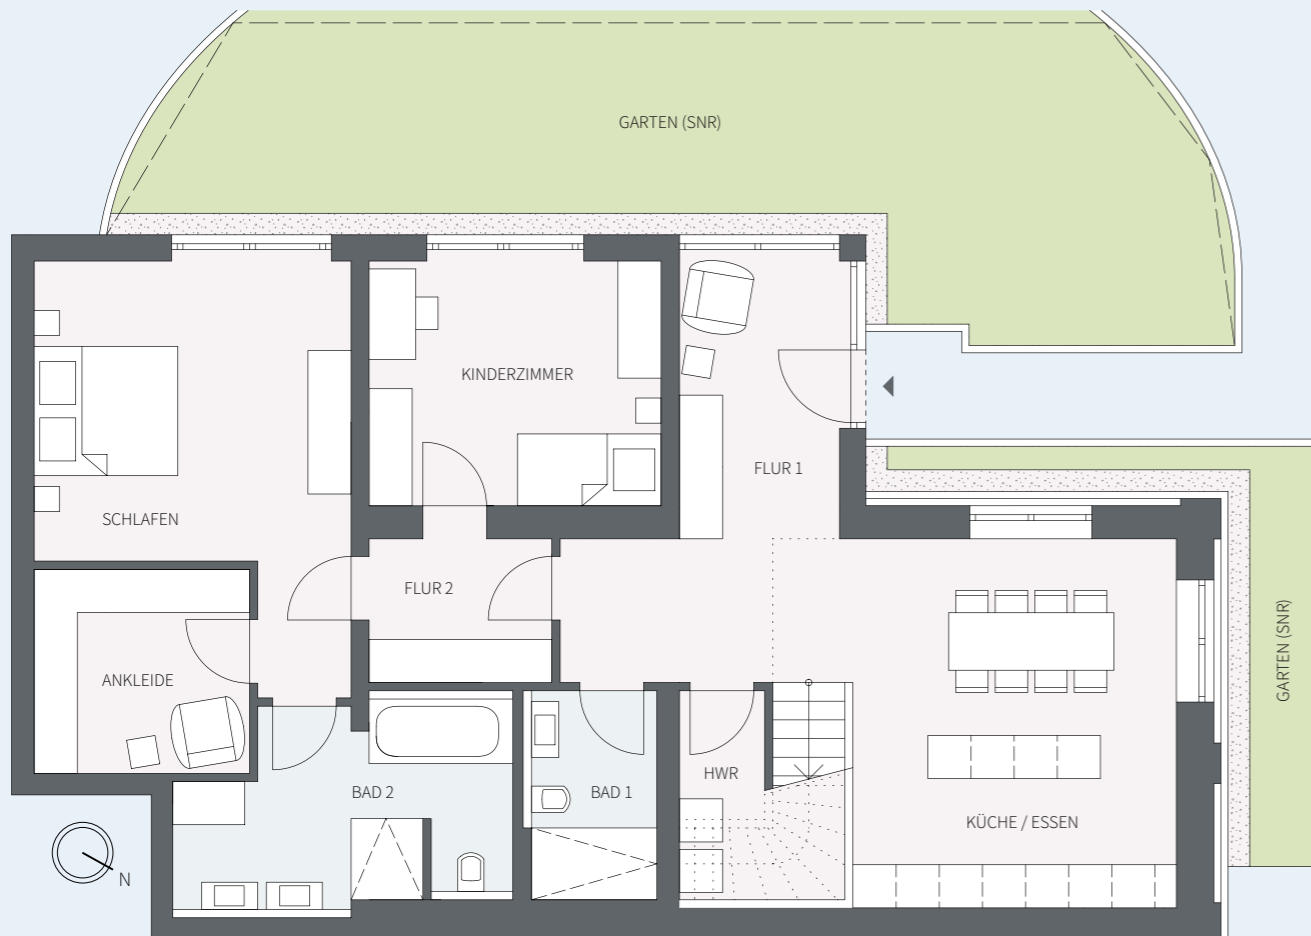 GARTEN (SNR)
KINDERZIMMER
FLUR 1
SCHLAFEN
FLUR 2
GARTEN (SNR)
ANKLEIDE
HWR
BAD 2
BAD 1
KÜCHE / ESSEN
N